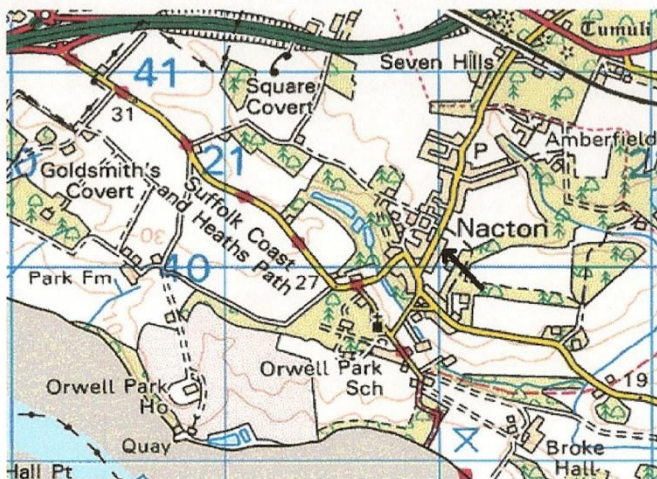 Tumuli
Seven Hills
41
Square
Covert
31
Amberfield
P
21
Goldsmith's
Covert
Suffolk Coast
and Heaths Path
Nacton
30
40
27
Park Fm
10
Orwell Park
Sch
19
Orwell Park
Ho
Quay
Broke
Hall
Hall Pt